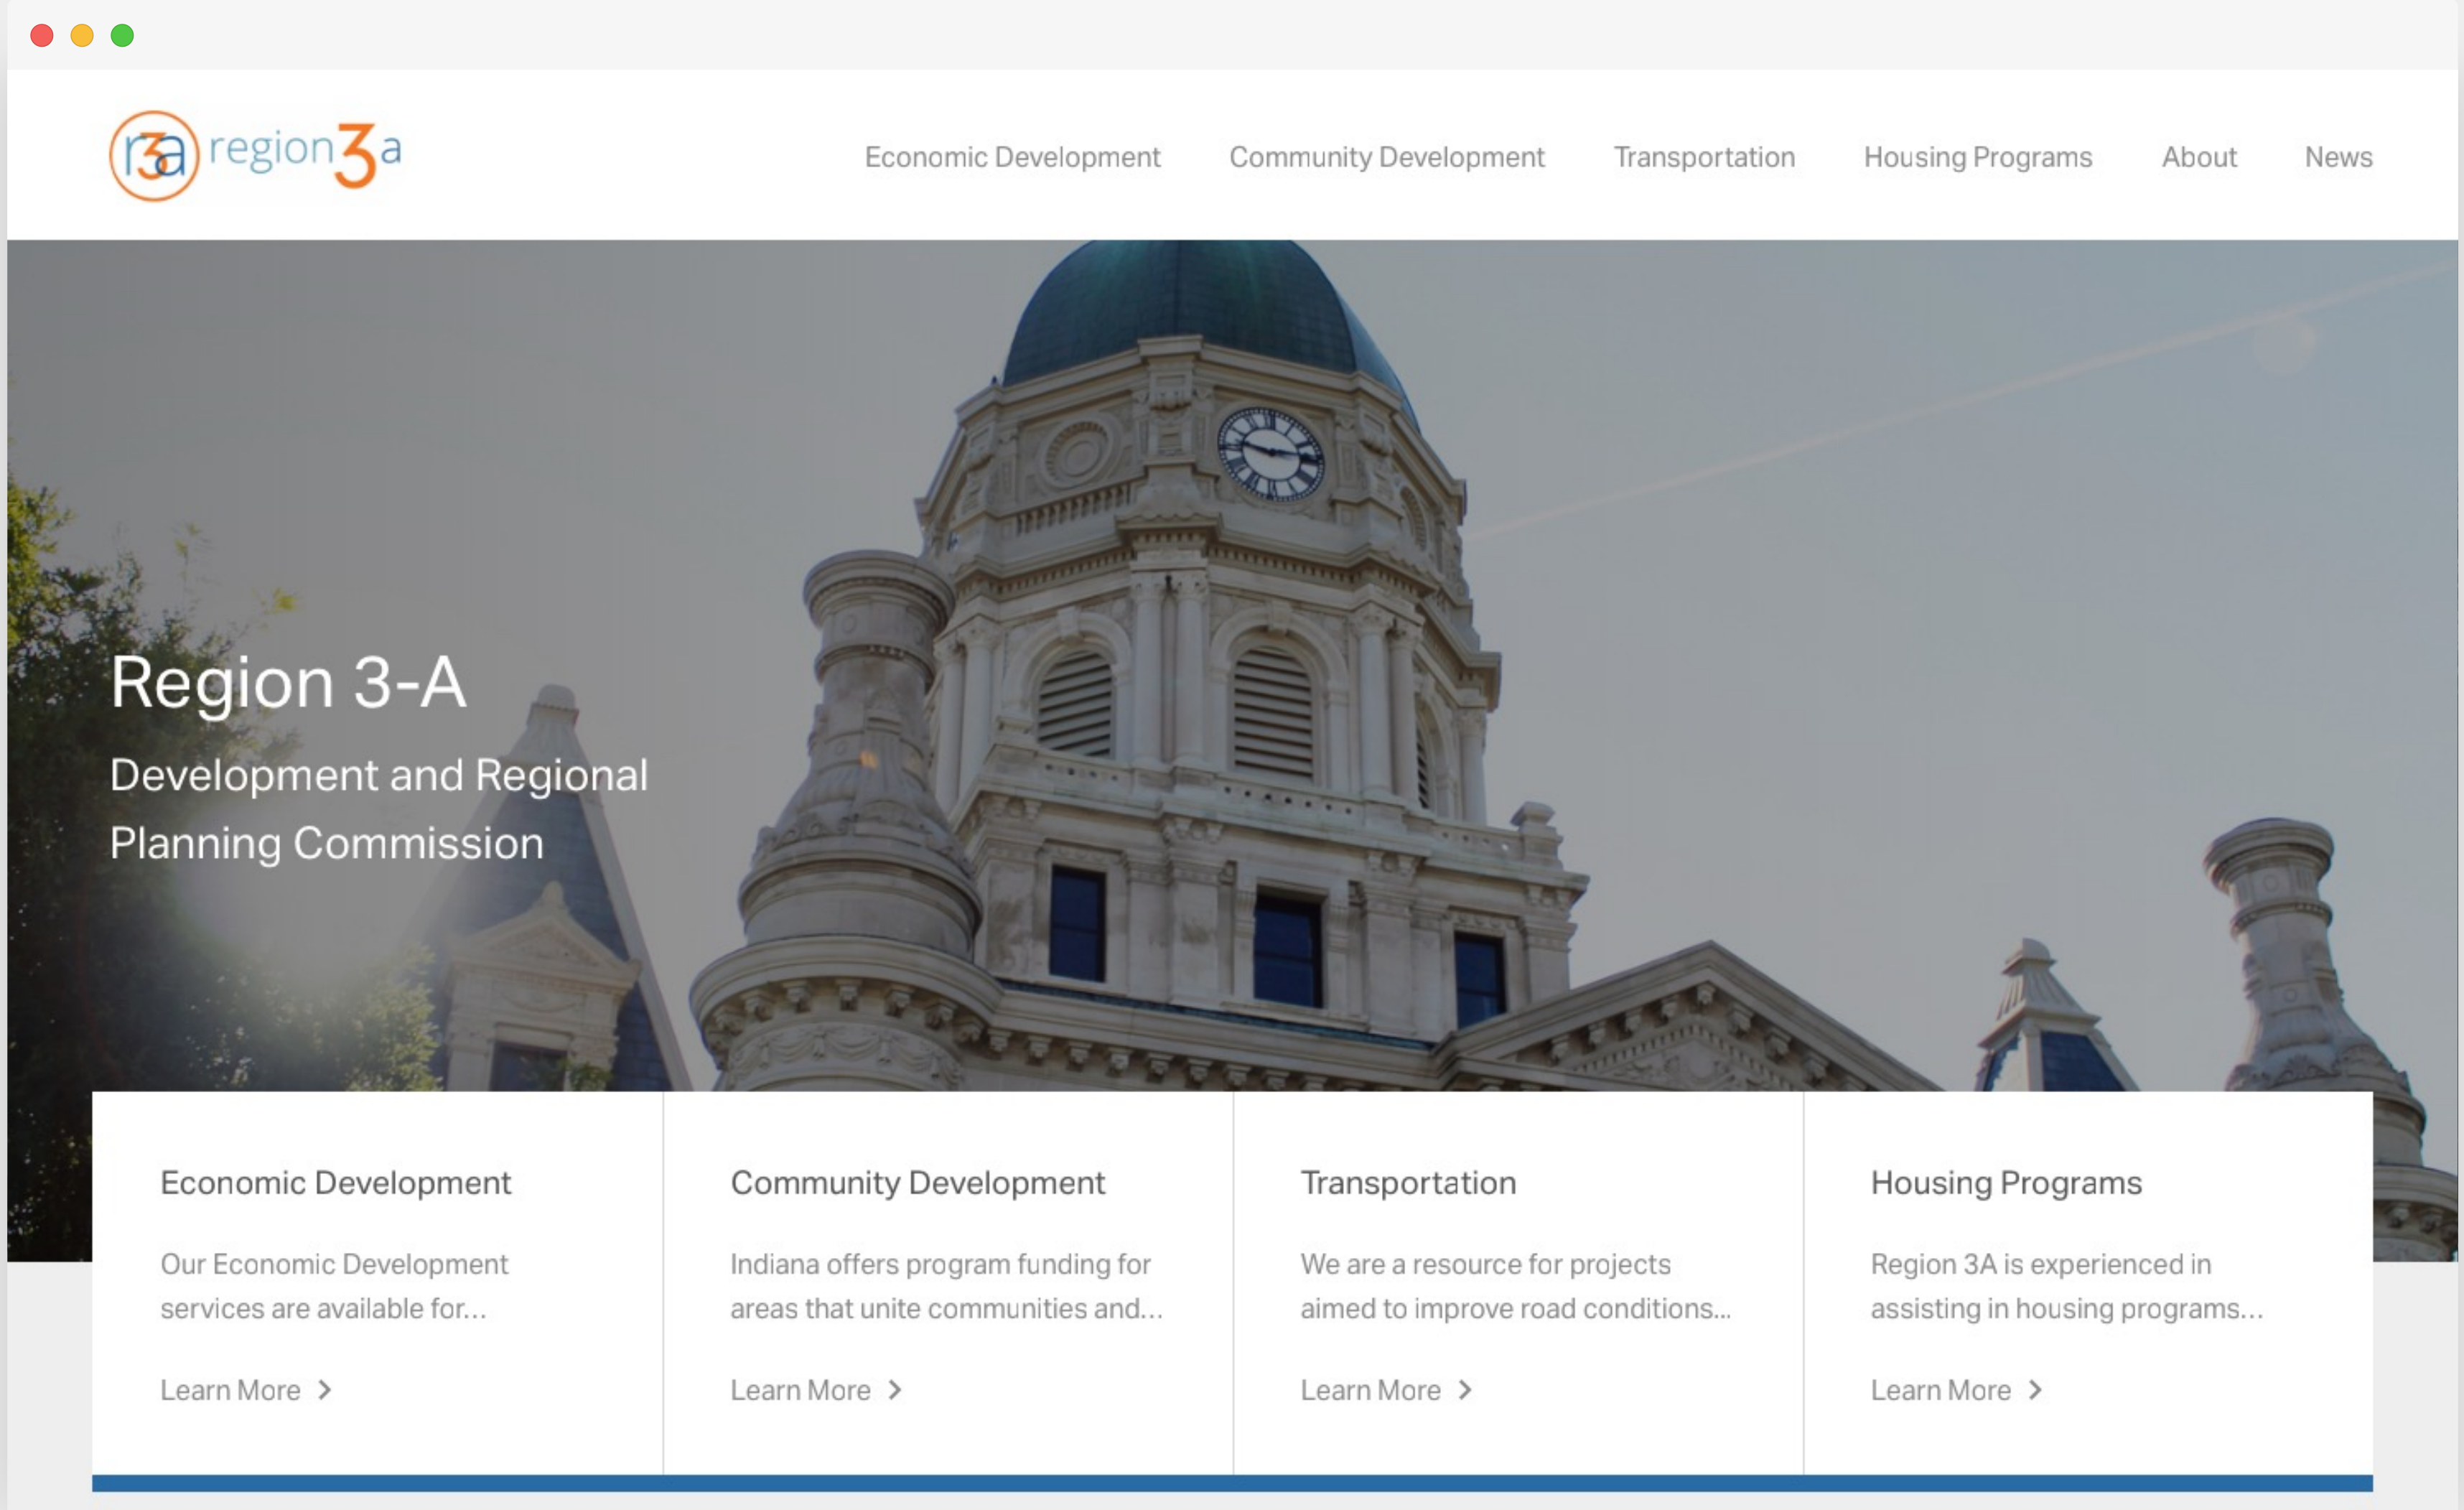 r3a region3a
Economic Development
Community Development
Transportation
Housing Programs
About
News
Region 3-A
Development and Regional
Planning Commission
Economic Development
Our Economic Development
services are available for...
Learn More
Community Development
Indiana offers program funding for
areas that unite communities and...
Learn More
Transportation
We are a resource for projects
aimed to improve road conditions...
Learn More
Housing Programs
Region 3A is experienced in
assisting in housing programs...
Learn More